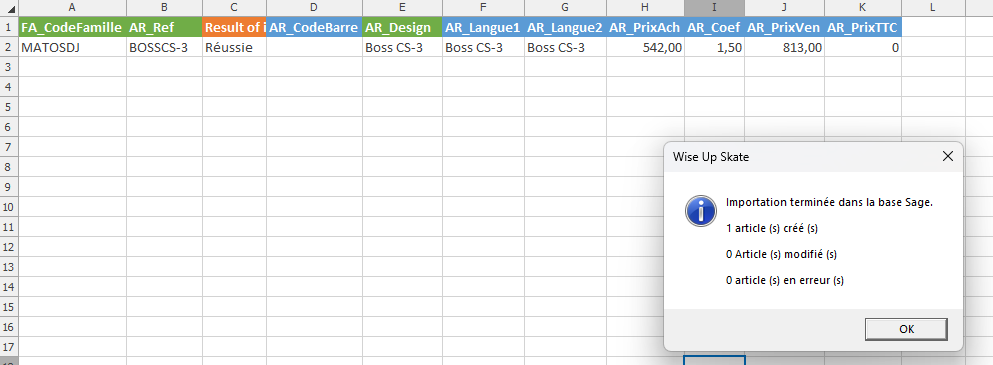 A B C D E F G H I J K L
1 FA_CodeFamille AR_Ref Result of i AR_CodeBarre AR_Design AR_Langue1 AR_Langue2 AR_PrixAch AR_Coef AR_PrixVen AR_PrixTTC
2 MATOSDJ BOSSCS-3 Réussie Boss CS-3 Boss CS-3 Boss CS-3 542,00 1,50 813,00 0
3
4
5
6
7
8
9
10
11
12
13
14
15
16
17
Wise Up Skate
Importation terminée dans la base Sage.
1 article (s) créé (s)
0 Article (s) modifié (s)
0 article (s) en erreur (s)
OK